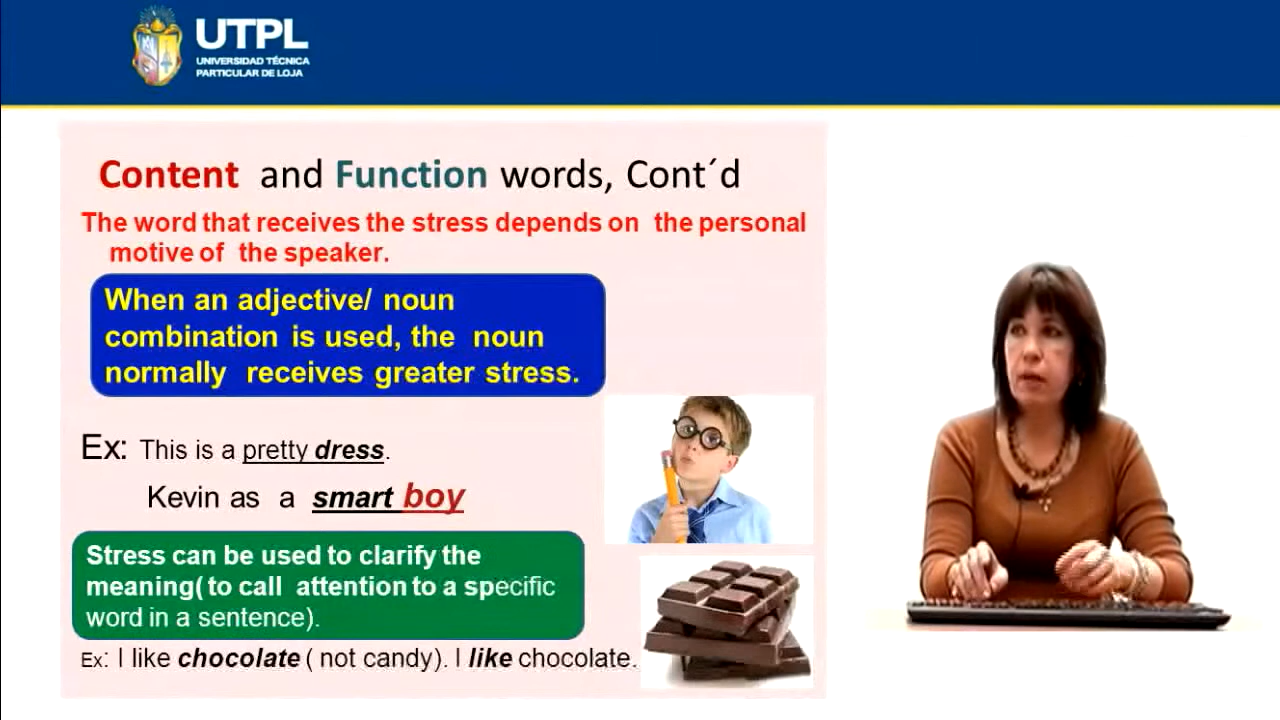 UTPL
UNIVERSIDAD TÉCNICA
PARTICULAR DE LOJA
Content and Function words, Cont´d
The word that receives the stress depends on the personal
motive of the speaker.
When an adjective/ noun
combination is used, the noun
normally receives greater stress.
Ex: This is a pretty dress.
Kevin as a smart boy
Stress can be used to clarify the
meaning( to call attention to a specific
word in a sentence).
Ex: I like chocolate ( not candy). I like chocolate.